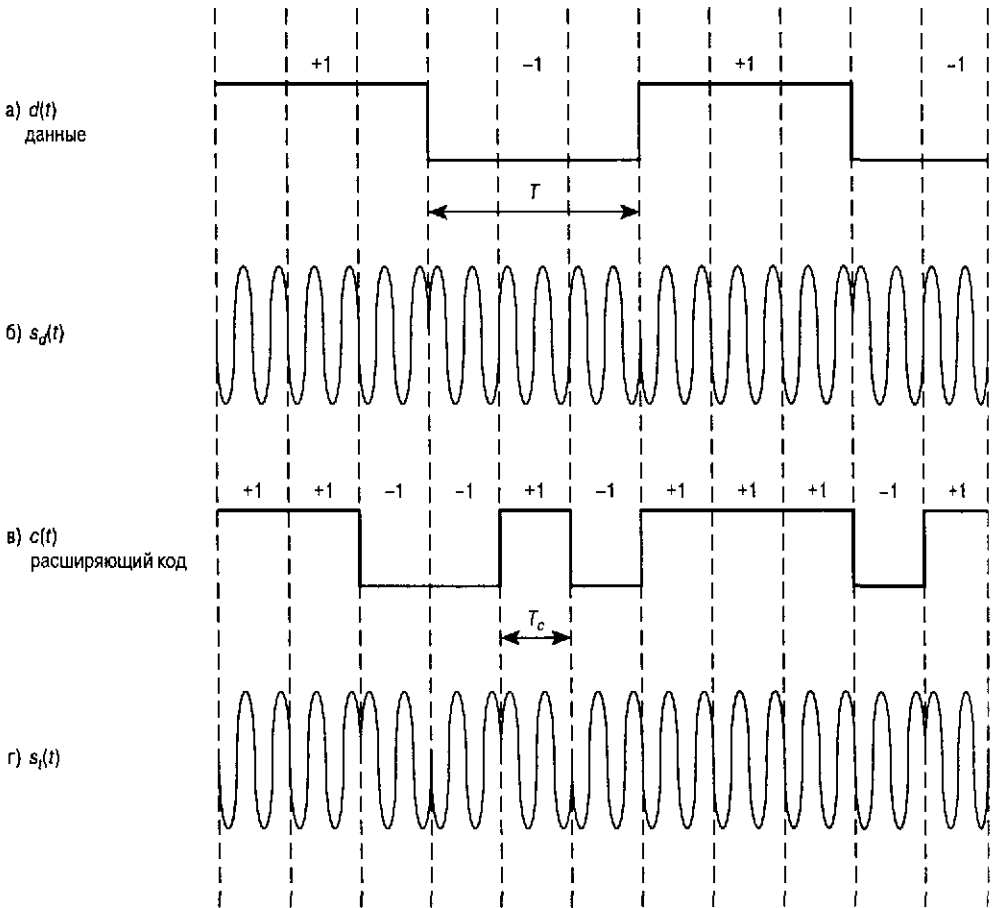 +1 −1 +1 −1
а) d(t)
данные
T
б) s_d(t)
+1 +1 −1 −1 +1 −1 +1 +1 +1 −1 +1
в) c(t)
расширяющий код
T_c
г) s_t(t)